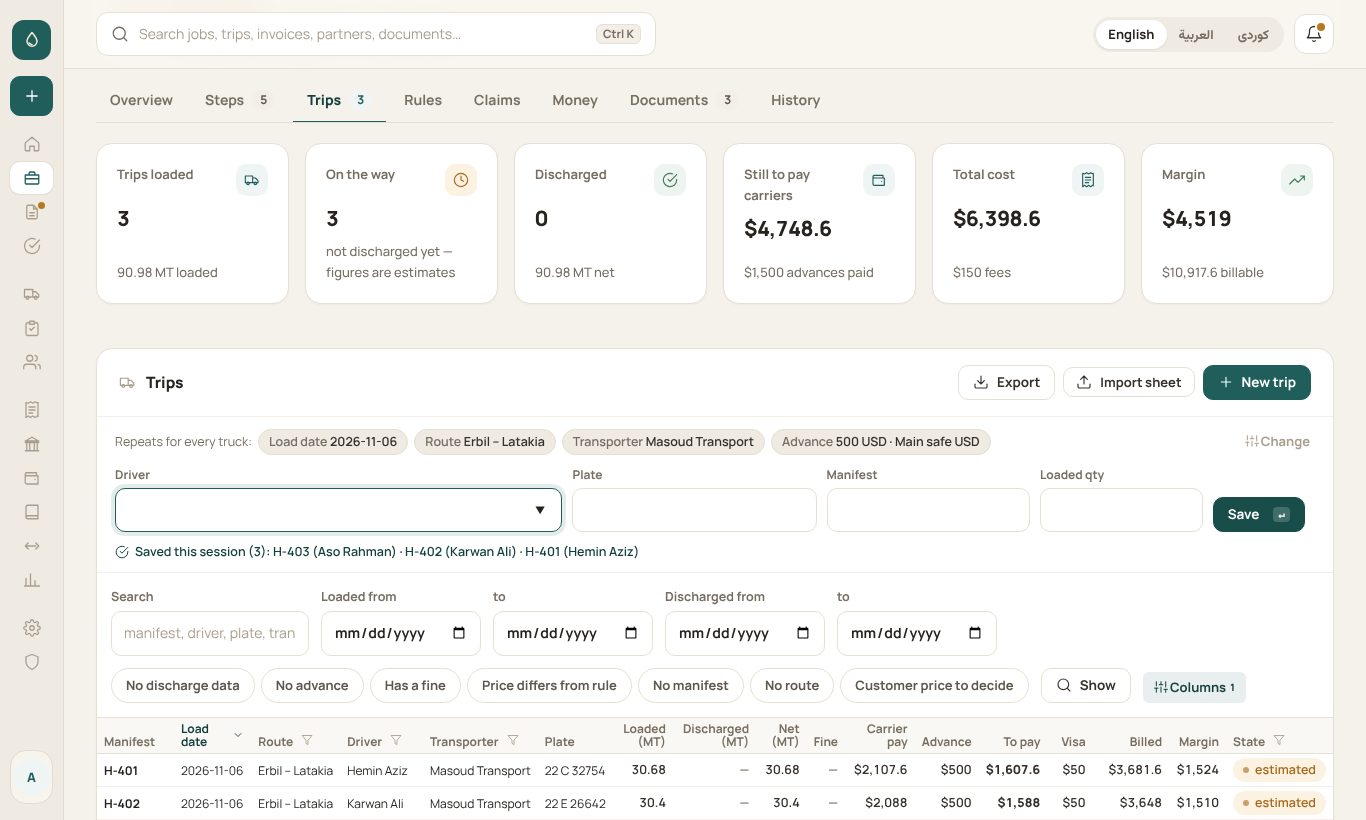 Search jobs, trips, invoices, partners, documents...
Ctrl K
English
العربية
كوردی
Overview
Steps 5
Trips 3
Rules
Claims
Money
Documents 3
History
Trips loaded
3
90.98 MT loaded
On the way
3
not discharged yet —
figures are estimates
Discharged
0
90.98 MT net
Still to pay
carriers
$4,748.6
$1,500 advances paid
Total cost
$6,398.6
$150 fees
Margin
$4,519
$10,917.6 billable
Trips
Export
Import sheet
+ New trip
Repeats for every truck: Load date 2026-11-06 Route Erbil – Latakia Transporter Masoud Transport Advance 500 USD · Main safe USD Change
Driver Plate Manifest Loaded qty
Save ↵
Saved this session (3): H-403 (Aso Rahman) · H-402 (Karwan Ali) · H-401 (Hemin Aziz)
Search Loaded from to Discharged from to
manifest, driver, plate, tran mm/dd/yyyy mm/dd/yyyy mm/dd/yyyy mm/dd/yyyy
No discharge data No advance Has a fine Price differs from rule No manifest No route Customer price to decide Show Columns 1
Manifest Load date Route Driver Transporter Plate Loaded (MT) Discharged (MT) Net (MT) Fine Carrier pay Advance To pay Visa Billed Margin State
H-401 2026-11-06 Erbil – Latakia Hemin Aziz Masoud Transport 22 C 32754 30.68 — 30.68 — $2,107.6 $500 $1,607.6 $50 $3,681.6 $1,524 estimated
H-402 2026-11-06 Erbil – Latakia Karwan Ali Masoud Transport 22 E 26642 30.4 — 30.4 — $2,088 $500 $1,588 $50 $3,648 $1,510 estimated
A